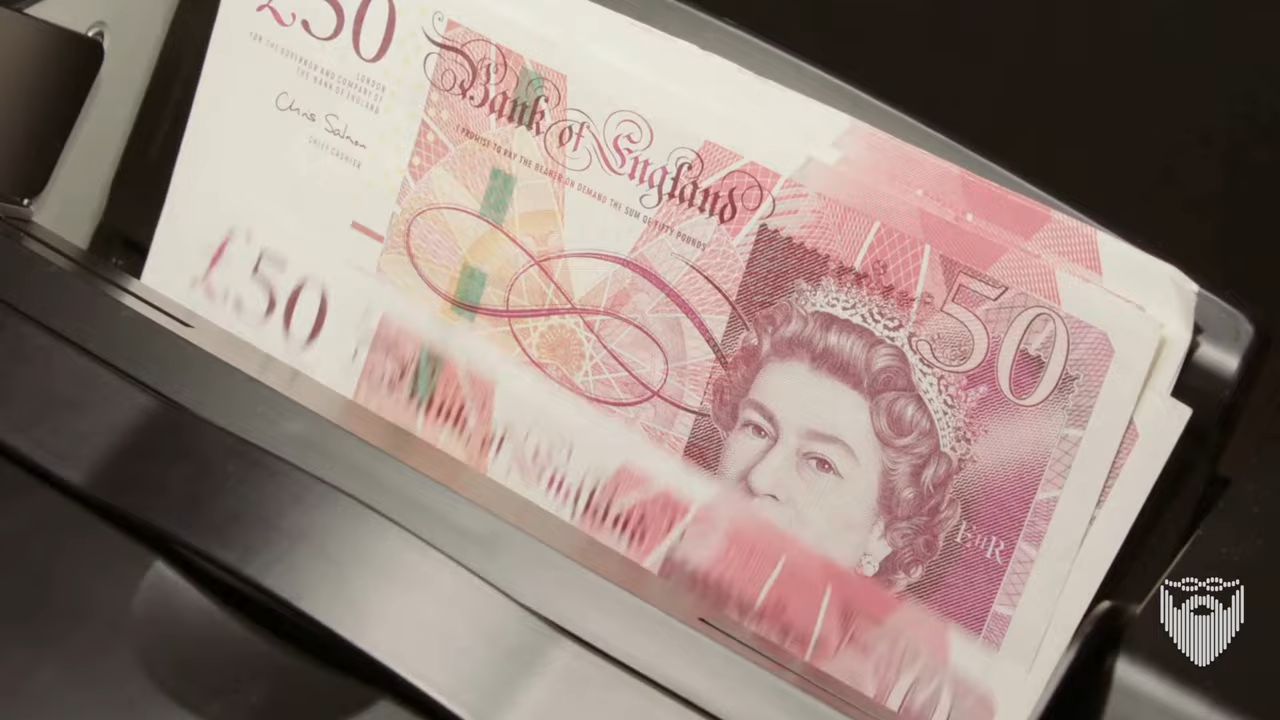 £50
FOR THE GOVERNOR AND COMPANY OF
THE BANK OF ENGLAND
LONDON
Chris Salmon
CHIEF CASHIER
Bank of England
I PROMISE TO PAY THE BEARER ON DEMAND THE SUM OF FIFTY POUNDS
50
£50
EIIR